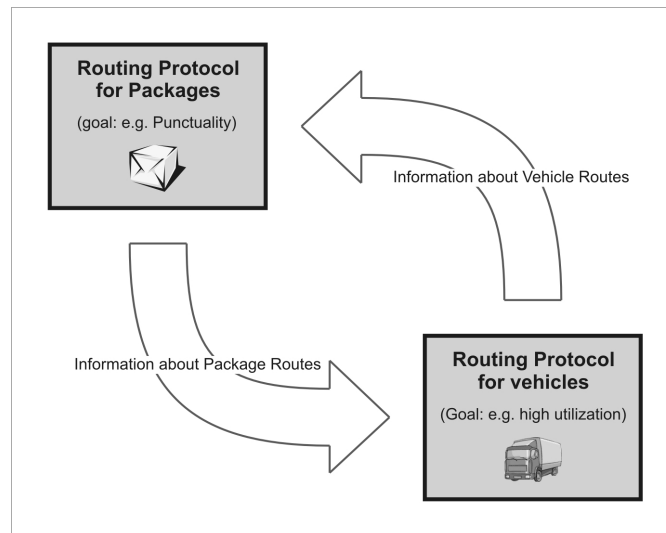 Routing Protocol
for Packages
(goal: e.g. Punctuality)
Information about Vehicle Routes
Information about Package Routes
Routing Protocol
for vehicles
(Goal: e.g. high utilization)